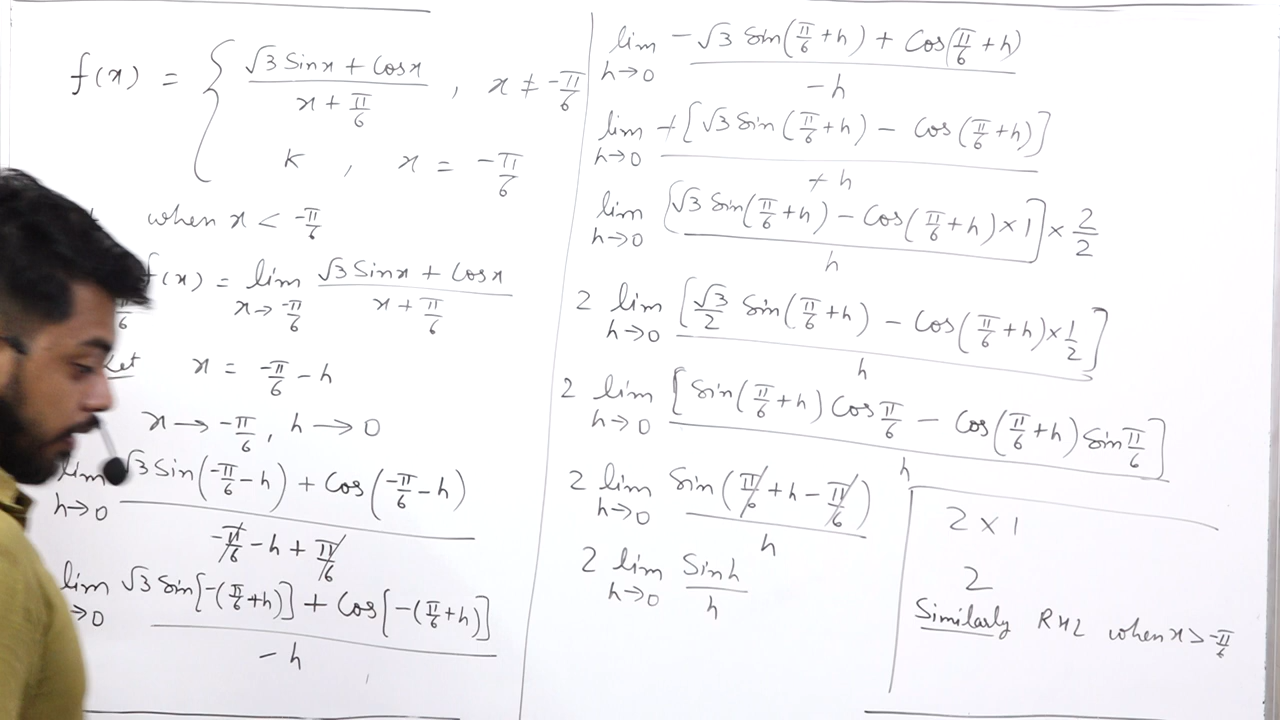 f(x) = { (√3 Sinx + Cosx)/(x + π/6) , x ≠ -π/6
k , x = -π/6
when x < -π/6
f(x) = lim x→-π/6 (√3 Sinx + Cosx)/(x + π/6)
Let x = -π/6 - h
x → -π/6, h → 0
lim h→0 (√3 Sin(-π/6 - h) + Cos(-π/6 - h))/(-π/6 - h + π/6)
lim →0 (√3 Sin[-(π/6 + h)] + Cos[-(π/6 + h)])/(-h)
lim h→0 (-√3 Sin(π/6 + h) + Cos(π/6 + h))/(-h)
lim h→0 +[√3 Sin(π/6 + h) - Cos(π/6 + h)]/(+h)
lim h→0 [(√3 Sin(π/6 + h) - Cos(π/6 + h) × 1)/h] × 2/2
2 lim h→0 [√3/2 Sin(π/6 + h) - Cos(π/6 + h) × 1/2]/h
2 lim h→0 [Sin(π/6 + h) Cos π/6 - Cos(π/6 + h) Sin π/6]/h
2 lim h→0 Sin(π/6 + h - π/6)/h
2 lim h→0 Sinh/h
2 × 1
2
Similarly RHL when x > -π/6